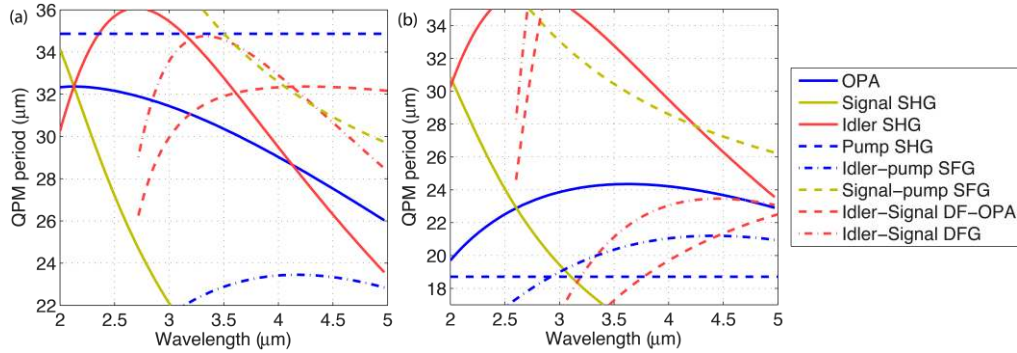 (a)
36
34
32
30
28
26
24
22
QPM period (μm)
2
2.5
3
3.5
4
4.5
5
Wavelength (μm)
(b)
34
32
30
28
26
24
22
20
18
QPM period (μm)
2
2.5
3
3.5
4
4.5
5
Wavelength (μm)
OPA
Signal SHG
Idler SHG
Pump SHG
Idler-pump SFG
Signal-pump SFG
Idler-Signal DF-OPA
Idler-Signal DFG